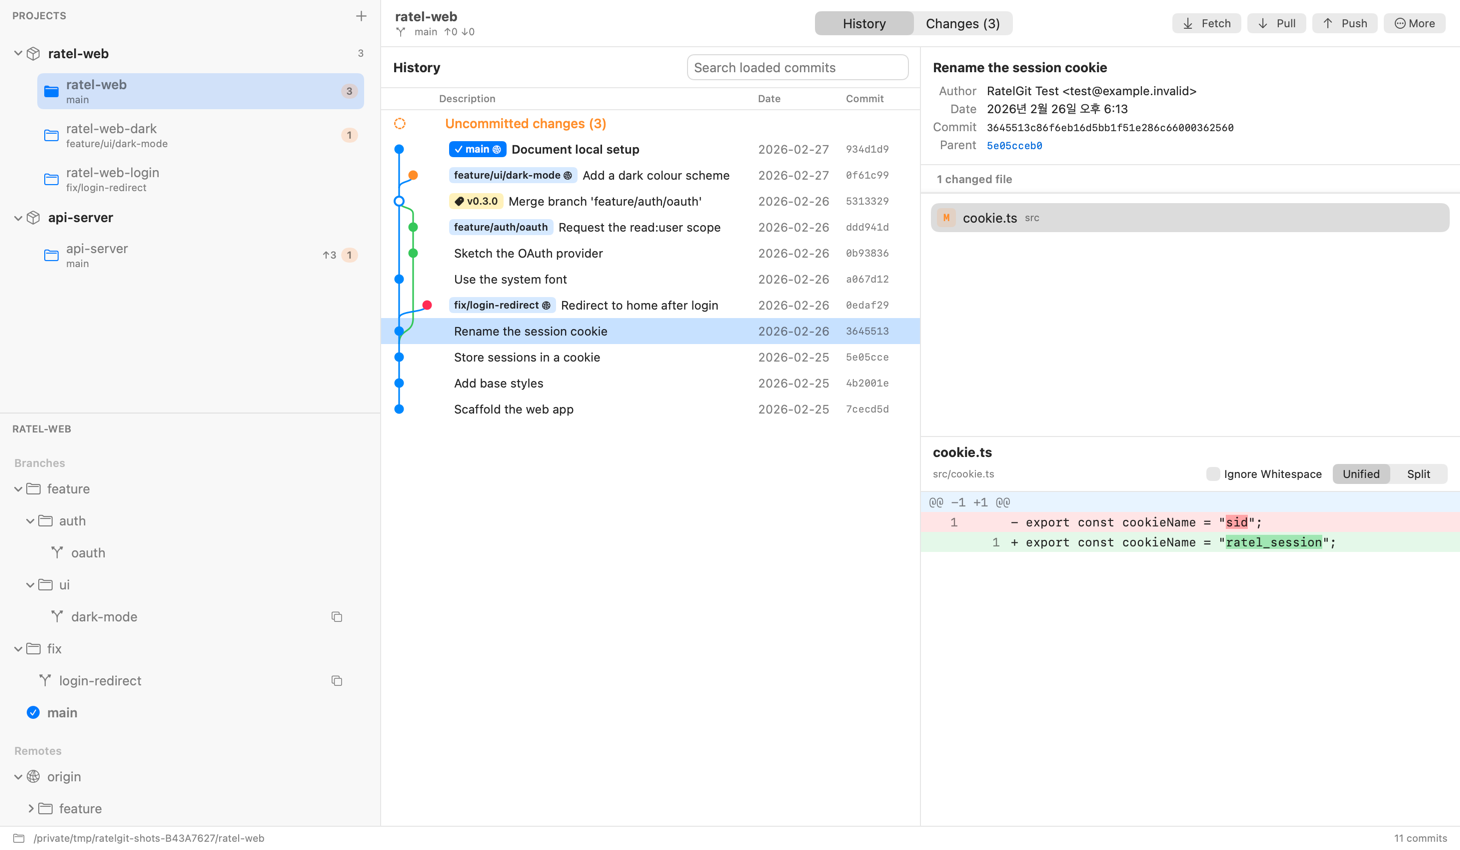 PROJECTS
ratel-web 3
ratel-web 3
main
ratel-web-dark 1
feature/ui/dark-mode
ratel-web-login
fix/login-redirect
api-server
api-server ↑3 1
main
RATEL-WEB
Branches
feature
auth
oauth
ui
dark-mode
fix
login-redirect
main
Remotes
origin
feature
ratel-web
main ↑0 ↓0
History Changes (3)
Fetch Pull Push More
History Search loaded commits
Description Date Commit
Uncommitted changes (3)
main Document local setup 2026-02-27 934d1d9
feature/ui/dark-mode Add a dark colour scheme 2026-02-27 0f61c99
v0.3.0 Merge branch 'feature/auth/oauth' 2026-02-26 5313329
feature/auth/oauth Request the read:user scope 2026-02-26 ddd941d
Sketch the OAuth provider 2026-02-26 0b93836
Use the system font 2026-02-26 a067d12
fix/login-redirect Redirect to home after login 2026-02-26 0edaf29
Rename the session cookie 2026-02-26 3645513
Store sessions in a cookie 2026-02-25 5e05cce
Add base styles 2026-02-25 4b2001e
Scaffold the web app 2026-02-25 7cecd5d
Rename the session cookie
Author RatelGit Test <test@example.invalid>
Date 2026년 2월 26일 오후 6:13
Commit 3645513c86f6eb16d5bb1f51e286c66000362560
Parent 5e05cceb0
1 changed file
M cookie.ts src
cookie.ts
src/cookie.ts
Ignore Whitespace Unified Split
@@ -1 +1 @@
1 - export const cookieName = "sid";
1 + export const cookieName = "ratel_session";
/private/tmp/ratelgit-shots-B43A7627/ratel-web
11 commits